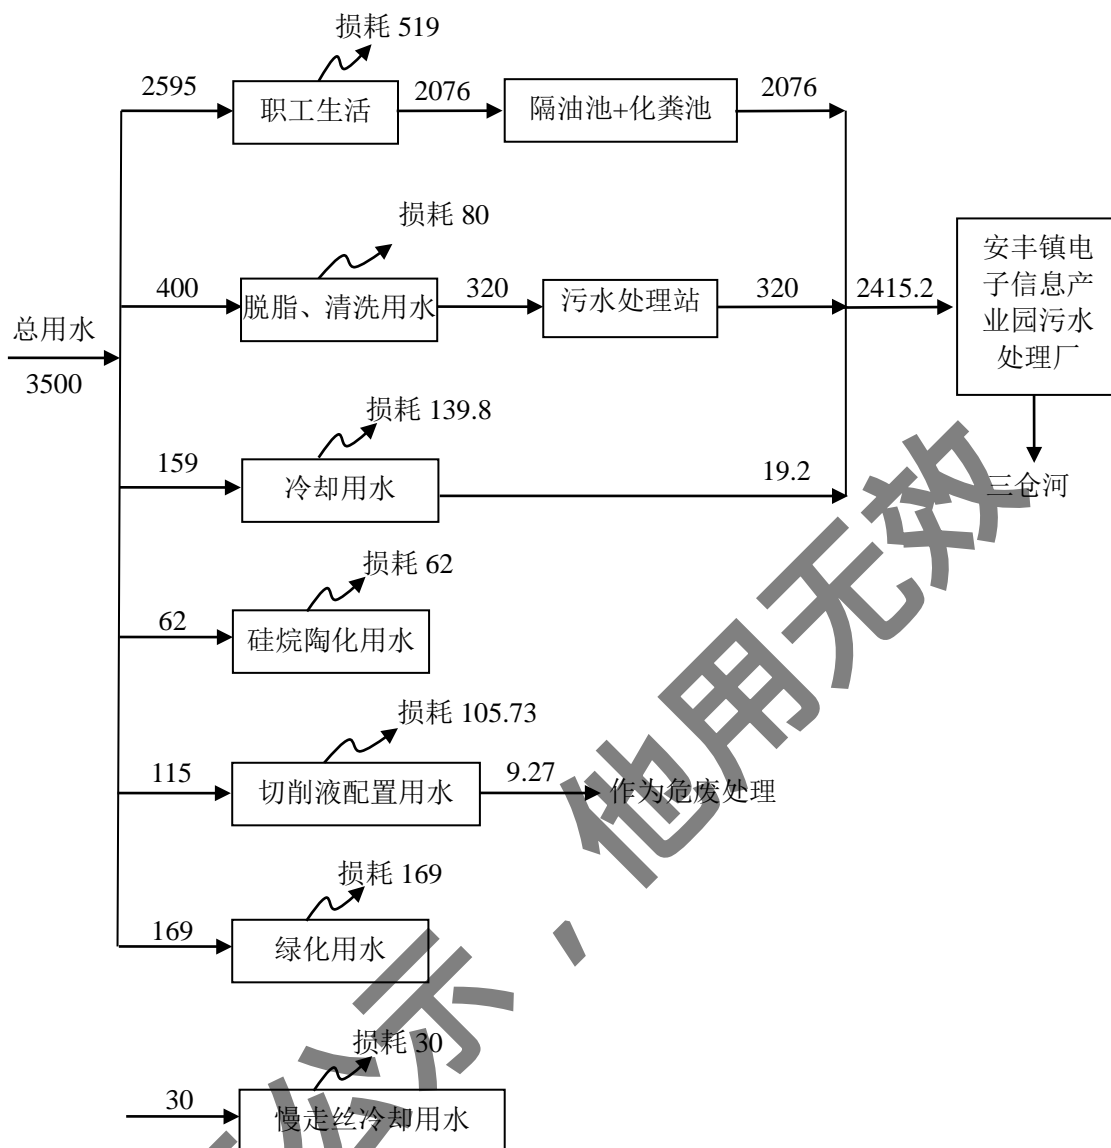 损耗 519
2595
职工生活
2076
隔油池+化粪池
2076
损耗 80
400
脱脂、清洗用水
320
污水处理站
320
2415.2
安丰镇电
子信息产
业园污水
处理厂
总用水
3500
损耗 139.8
159
冷却用水
19.2
三仓河
损耗 62
62
硅烷陶化用水
损耗 105.73
115
切削液配置用水
9.27
作为危废处理
损耗 169
169
绿化用水
损耗 30
30
慢走丝冷却用水
公示，他用无效